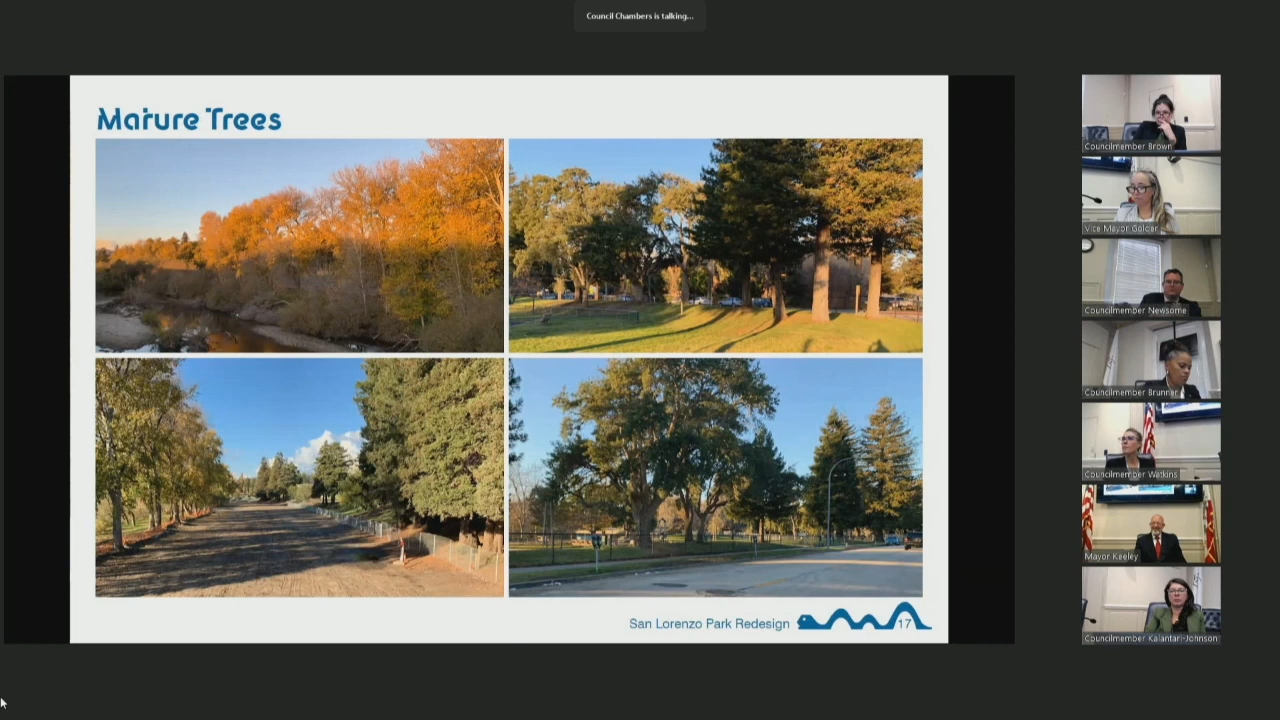 Council Chambers is talking...
Mature Trees
San Lorenzo Park Redesign
17
Councilmember Brown
Vice Mayor Golder
Councilmember Newsome
Councilmember Brunner
Councilmember Watkins
Mayor Keeley
Councilmember Kalantari-Johnson